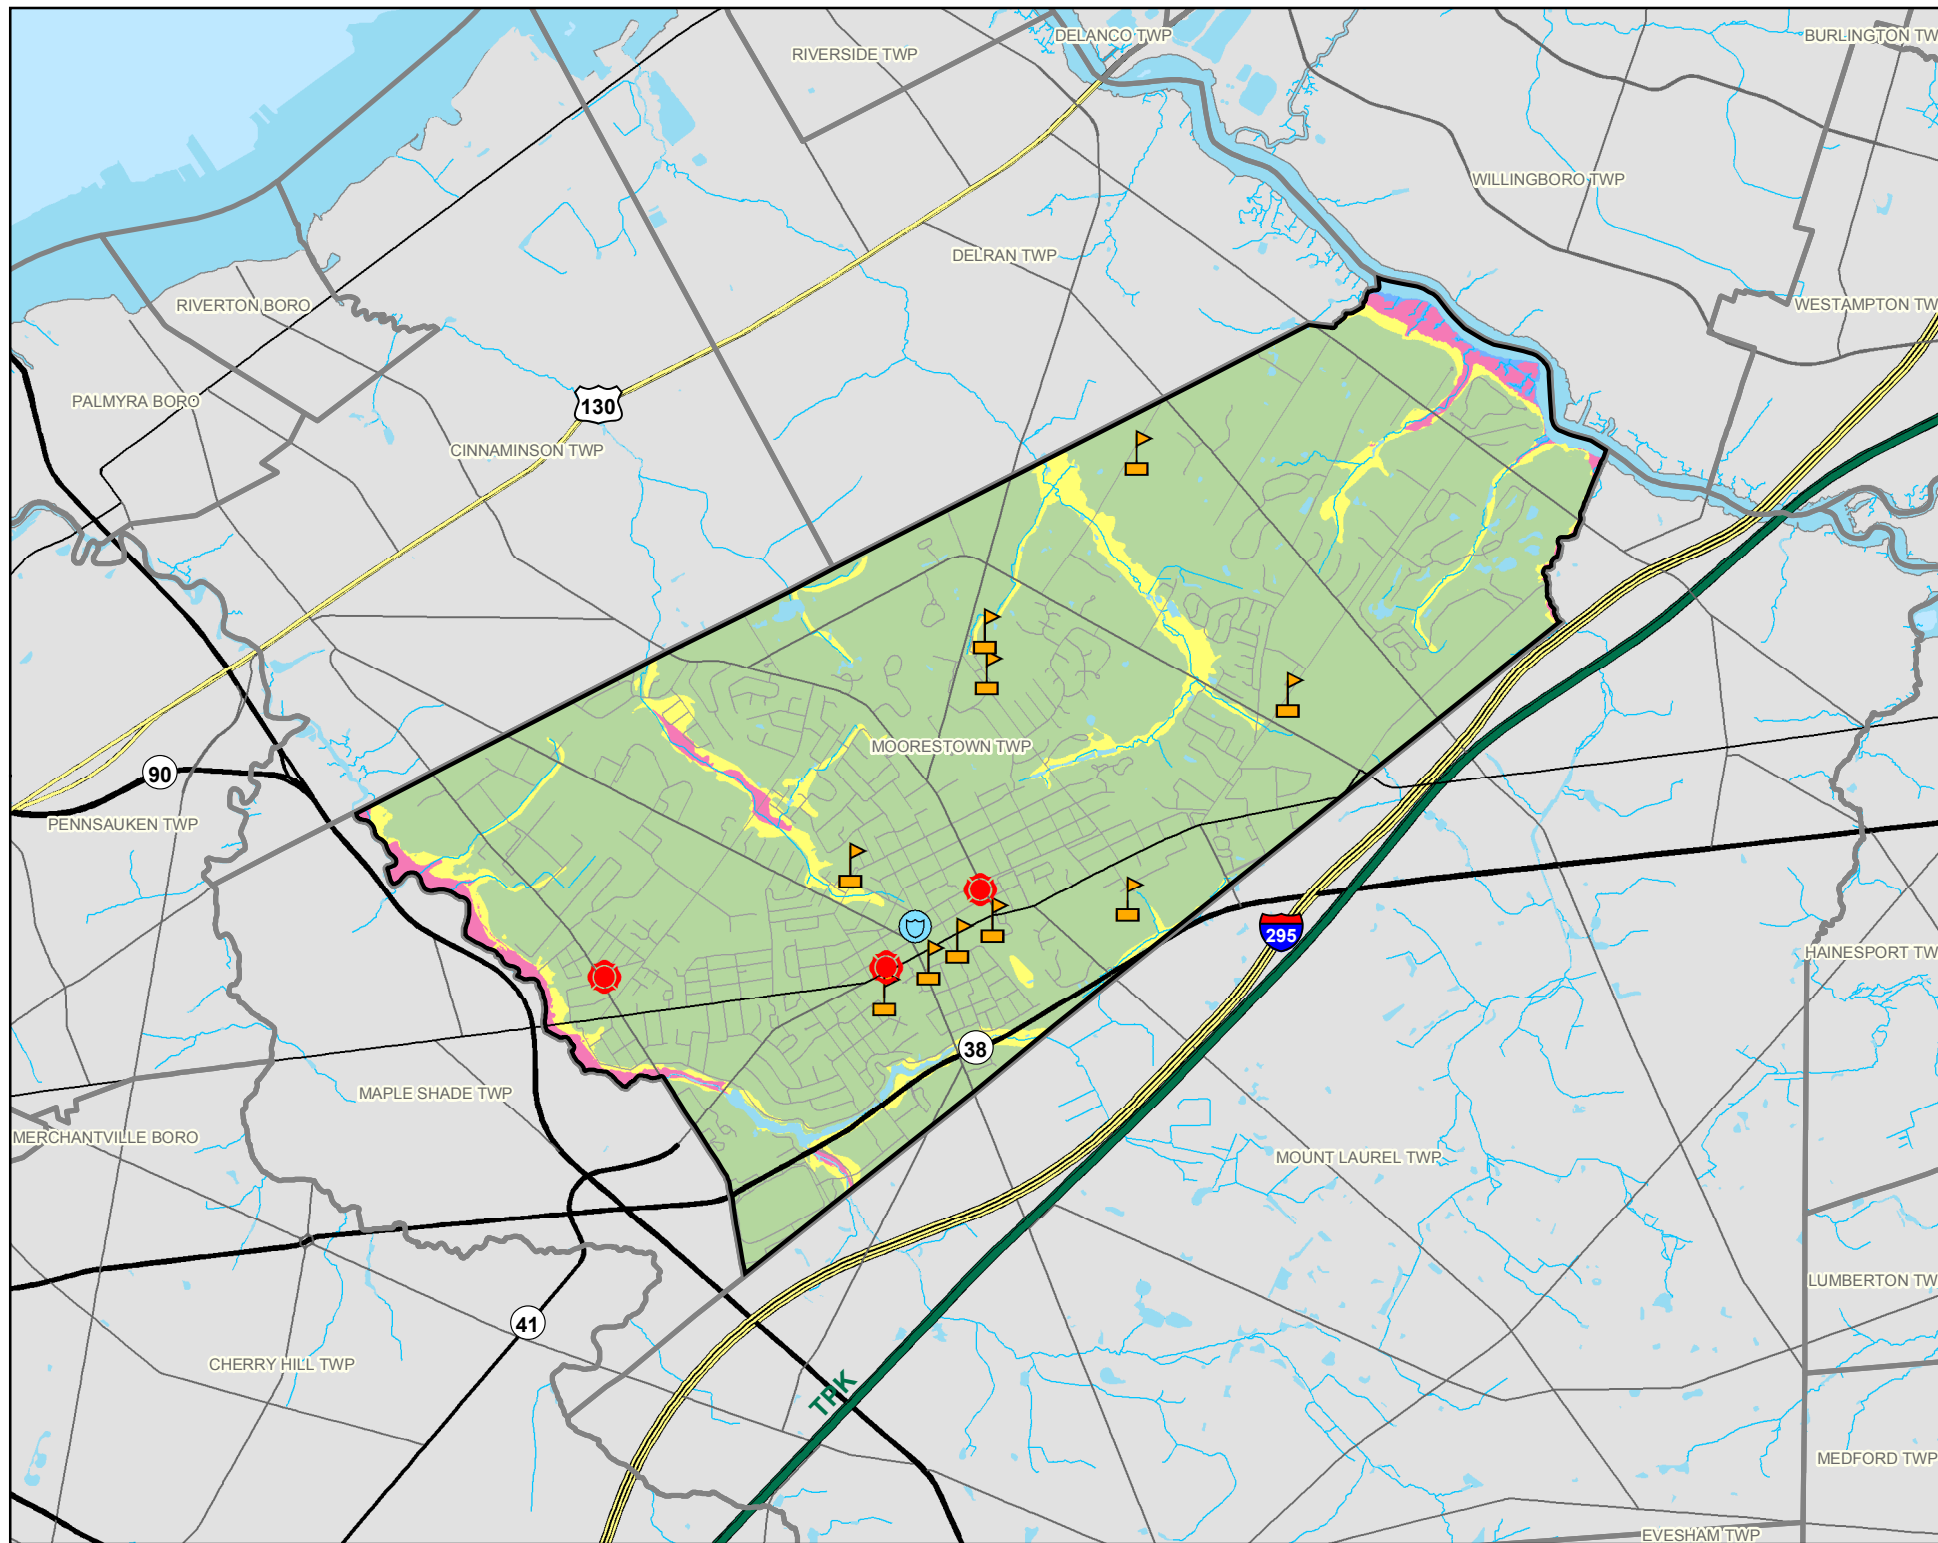 DELANCO TWP
BURLINGTON TW
RIVERSIDE TWP
WILLINGBORO TWP
DELRAN TWP
RIVERTON BORO
WESTAMPTON TW
PALMYRA BORO
130
CINNAMINSON TWP
MOORESTOWN TWP
90
PENNSAUKEN TWP
295
HAINESPORT TW
38
MAPLE SHADE TWP
MERCHANTVILLE BORO
MOUNT LAUREL TWP
LUMBERTON TW
41
CHERRY HILL TWP
TPK
MEDFORD TWP
EVESHAM TWP